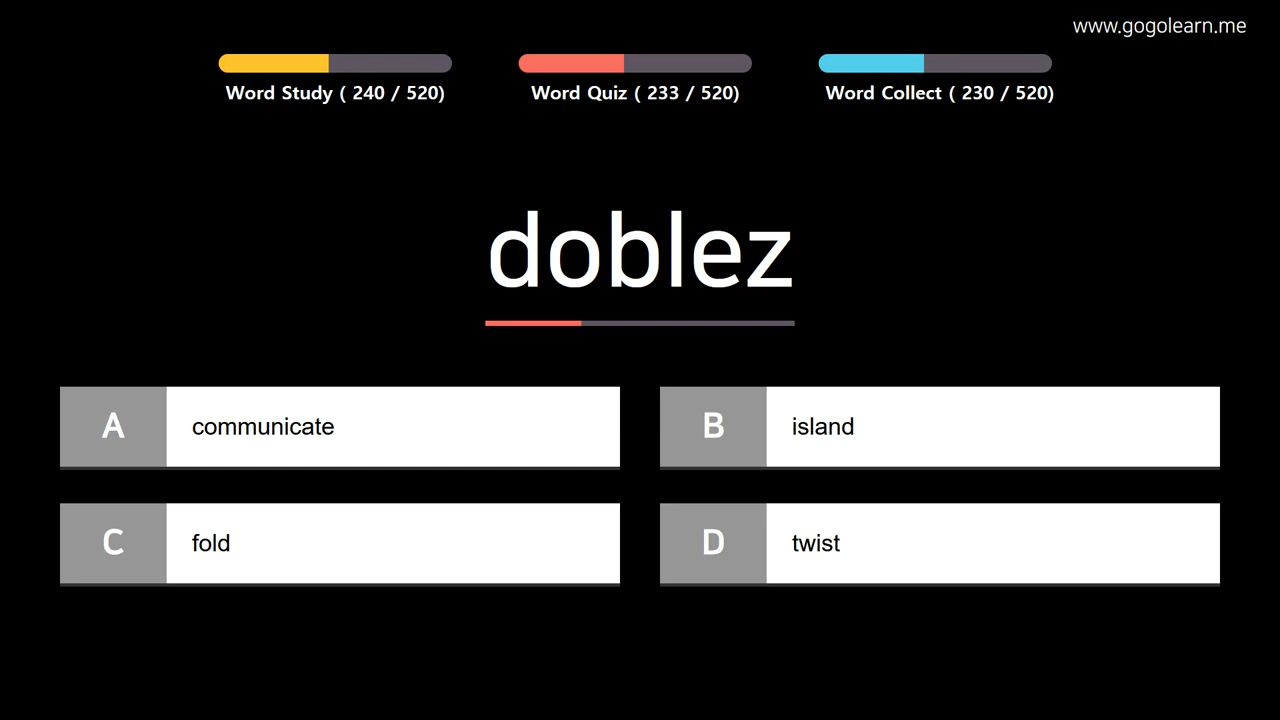 www.gogolearn.me
Word Study ( 240 / 520)
Word Quiz ( 233 / 520)
Word Collect ( 230 / 520)
doblez
A communicate
B island
C fold
D twist